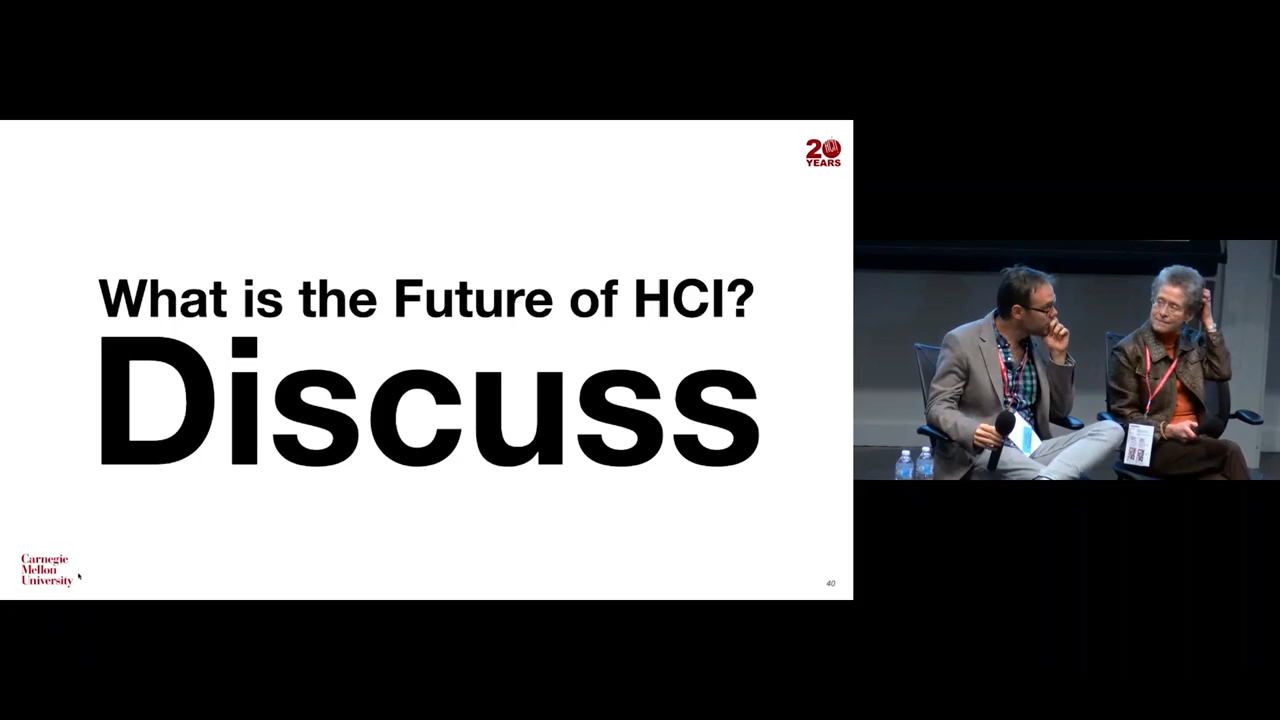 20
YEARS
What is the Future of HCI?
Discuss
Carnegie
Mellon
University
40